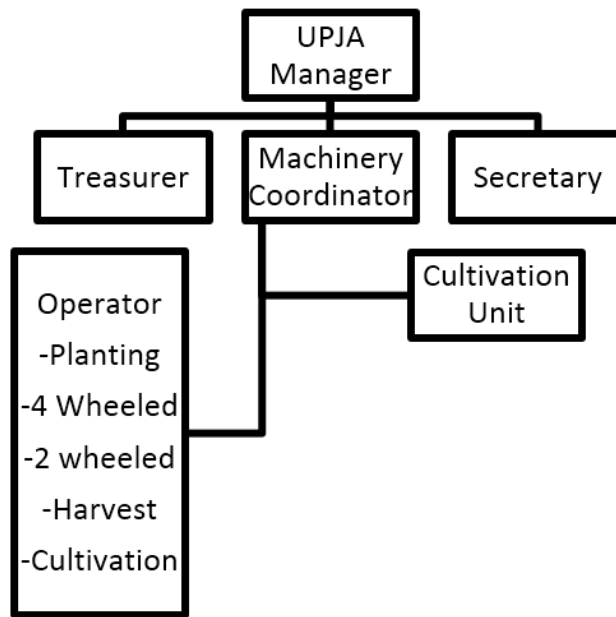 UPJA
Manager
Treasurer
Machinery
Coordinator
Secretary
Operator
-Planting
-4 Wheeled
-2 wheeled
-Harvest
-Cultivation
Cultivation
Unit